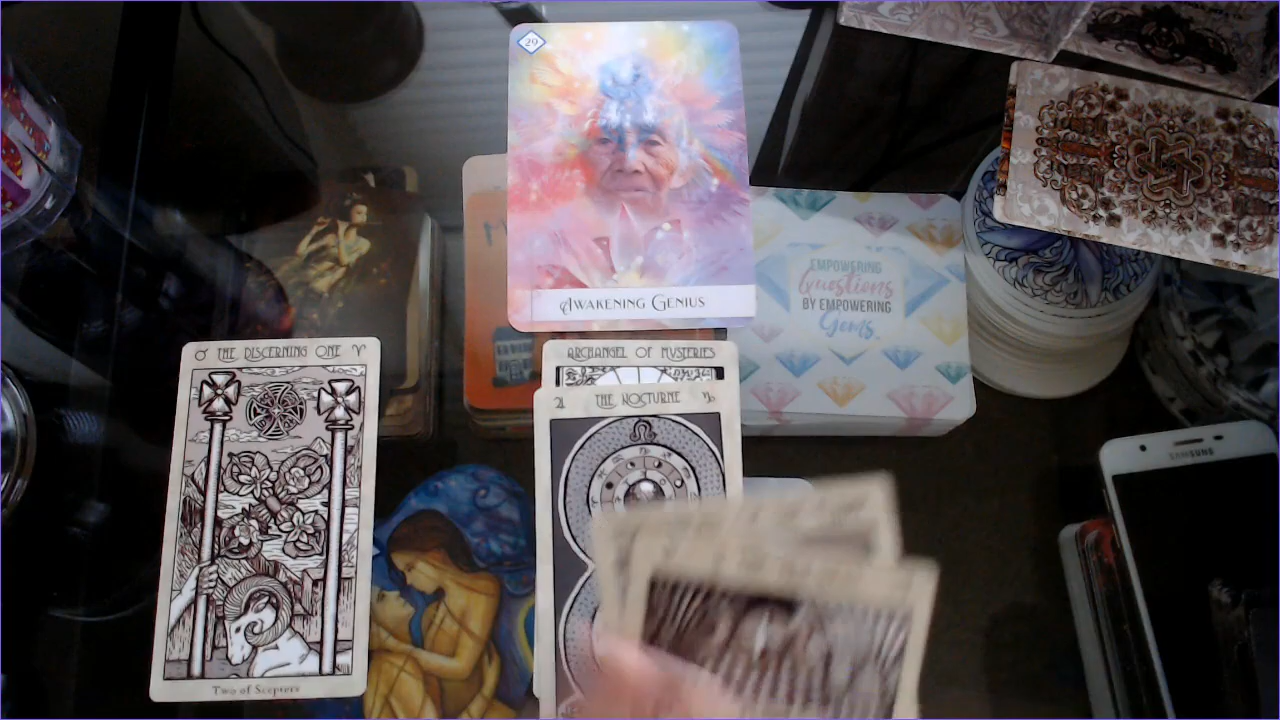 29
AWAKENING GENIUS
EMPOWERING
Questions
BY EMPOWERING
Gems
SAMSUNG
♂ THE DISCERNING ONE ♈
Two of Scepters
ARCHANGEL OF MYSTERIES
♃ THE NOCTURNE ♑